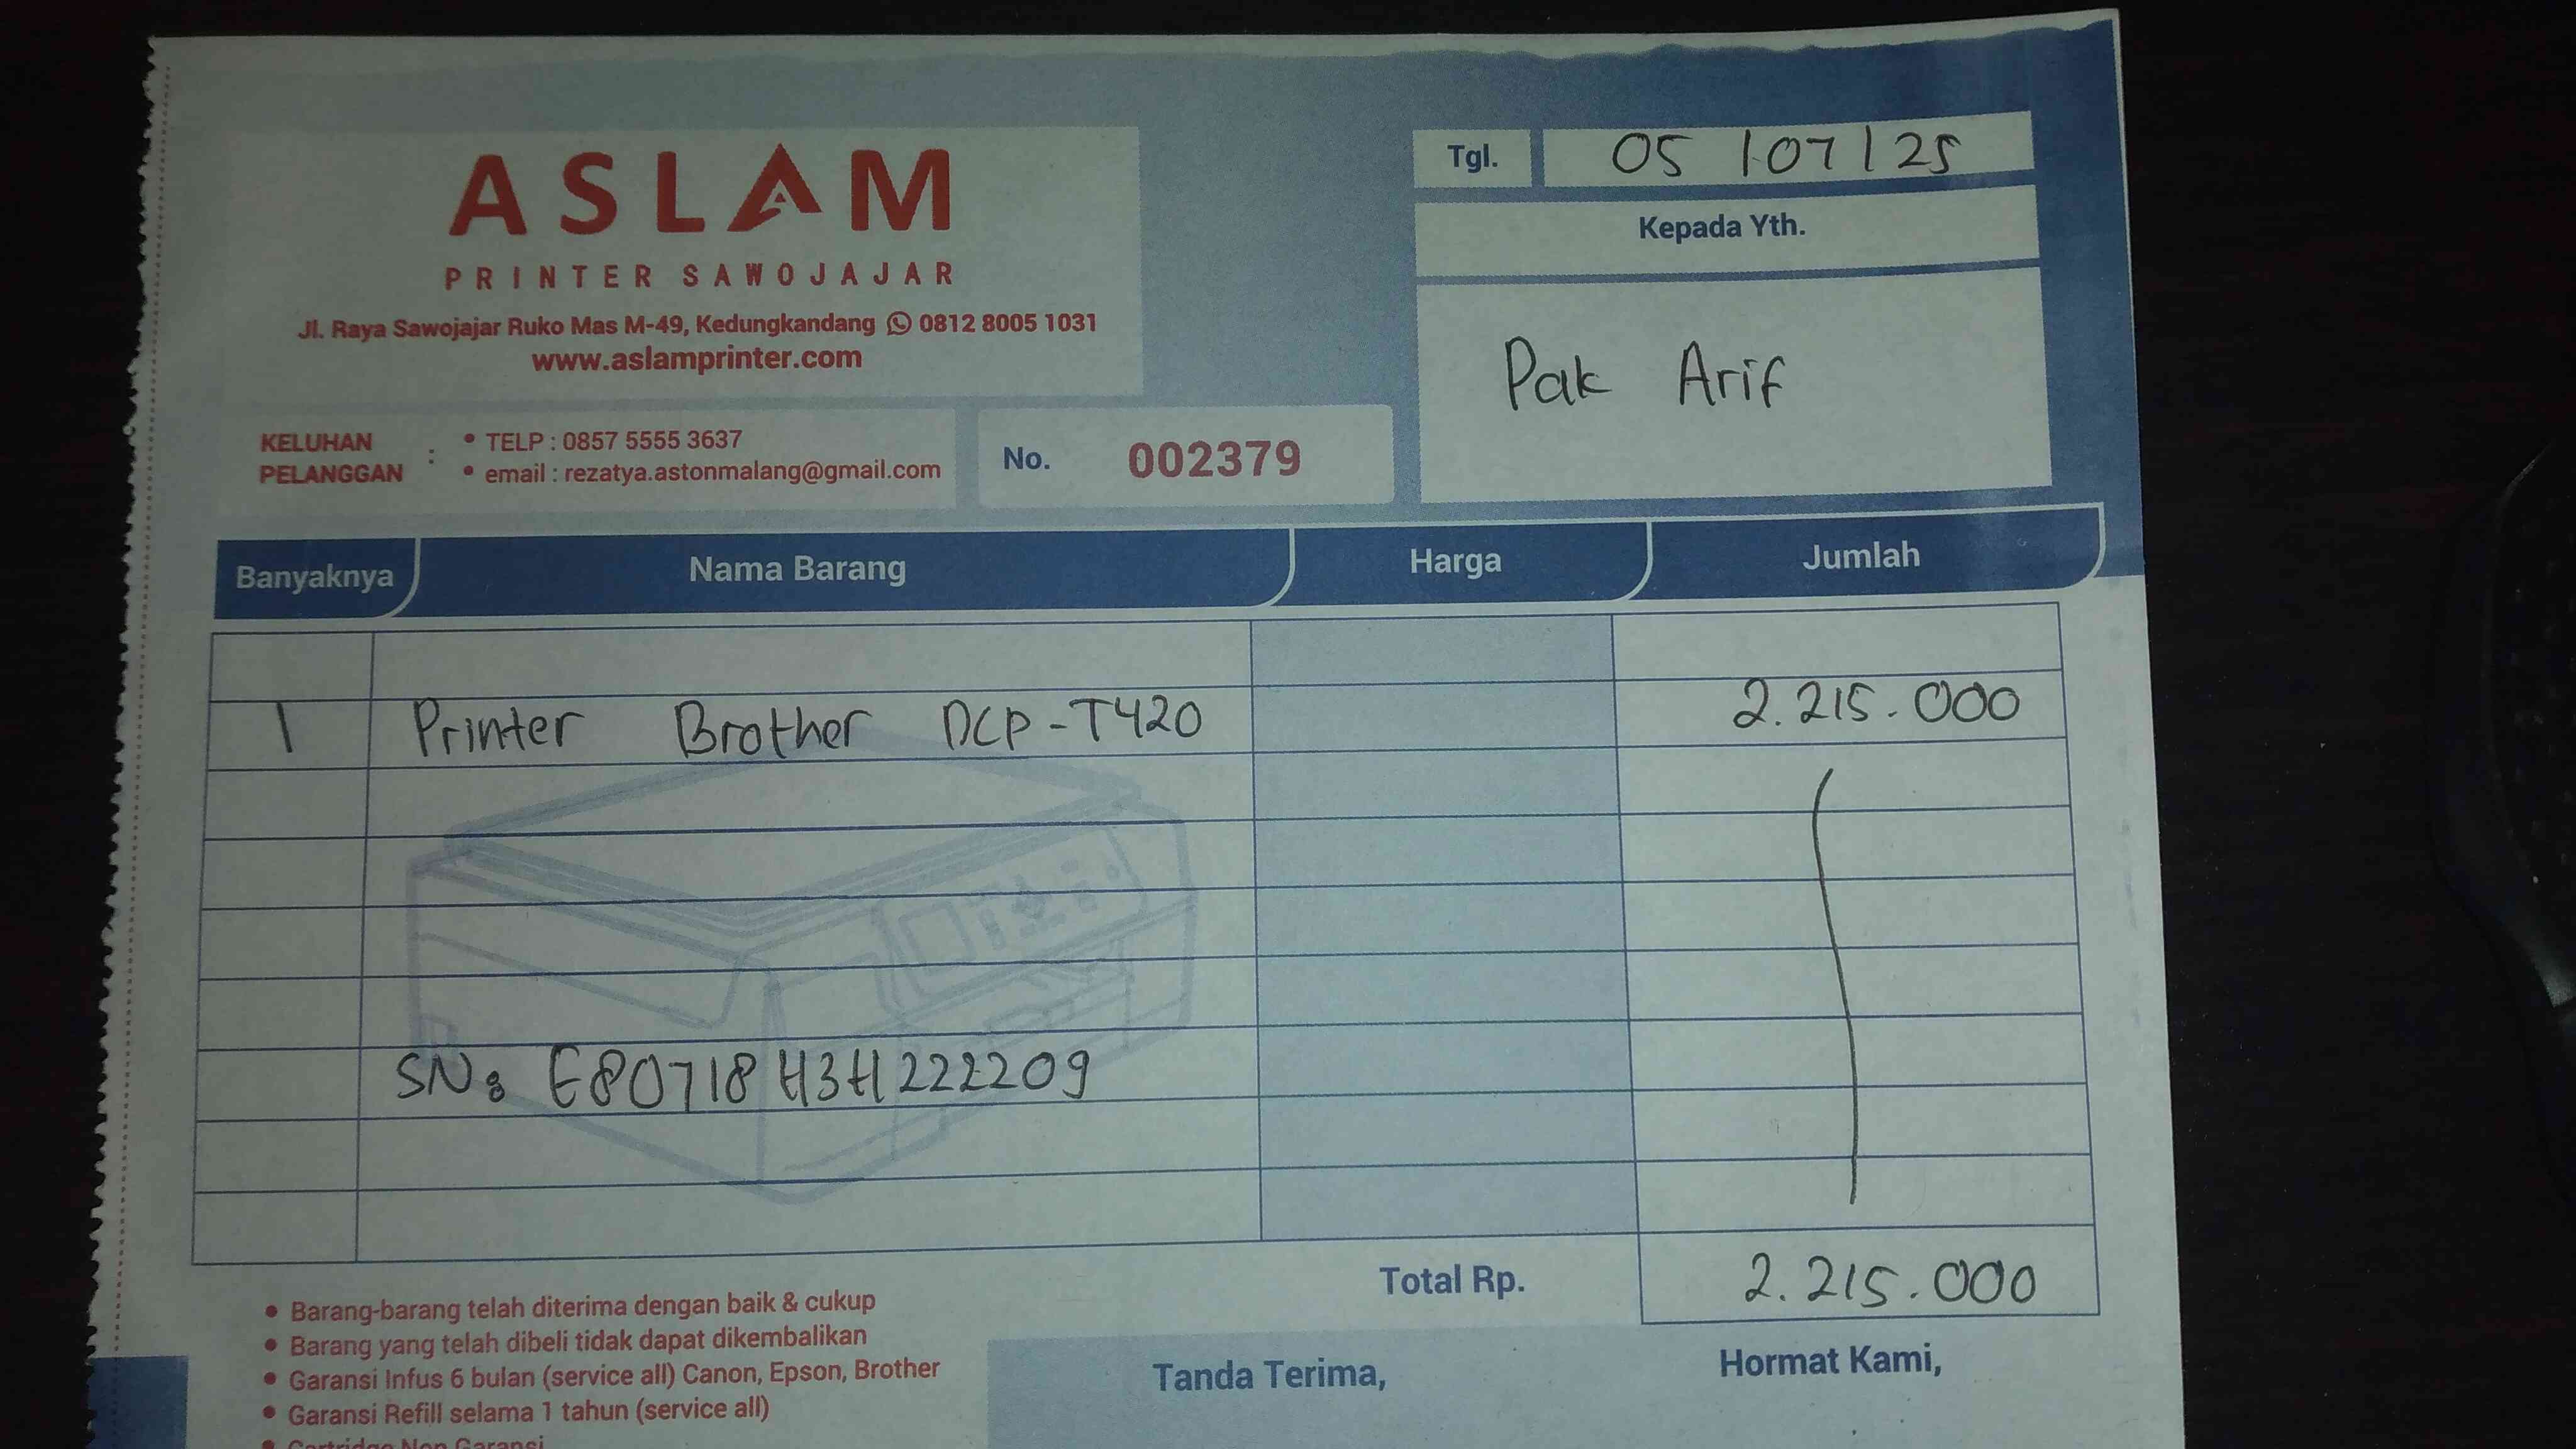 ASLAM
PRINTER SAWOJAJAR
Jl. Raya Sawojajar Ruko Mas M-49, Kedungkandang 0812 8005 1031
www.aslamprinter.com
KELUHAN PELANGGAN :
• TELP : 0857 5555 3637
• email : rezatya.astonmalang@gmail.com
No. 002379
Tgl. 05/07/25
Kepada Yth.
Pak Arif
Banyaknya Nama Barang Harga Jumlah
1 Printer Brother DCP-T420 2.215.000
SN: E80718H3H222209
Total Rp. 2.215.000
• Barang-barang telah diterima dengan baik & cukup
• Barang yang telah dibeli tidak dapat dikembalikan
• Garansi Infus 6 bulan (service all) Canon, Epson, Brother
• Garansi Refill selama 1 tahun (service all)
• Cartridge Non Garansi
Tanda Terima,
Hormat Kami,